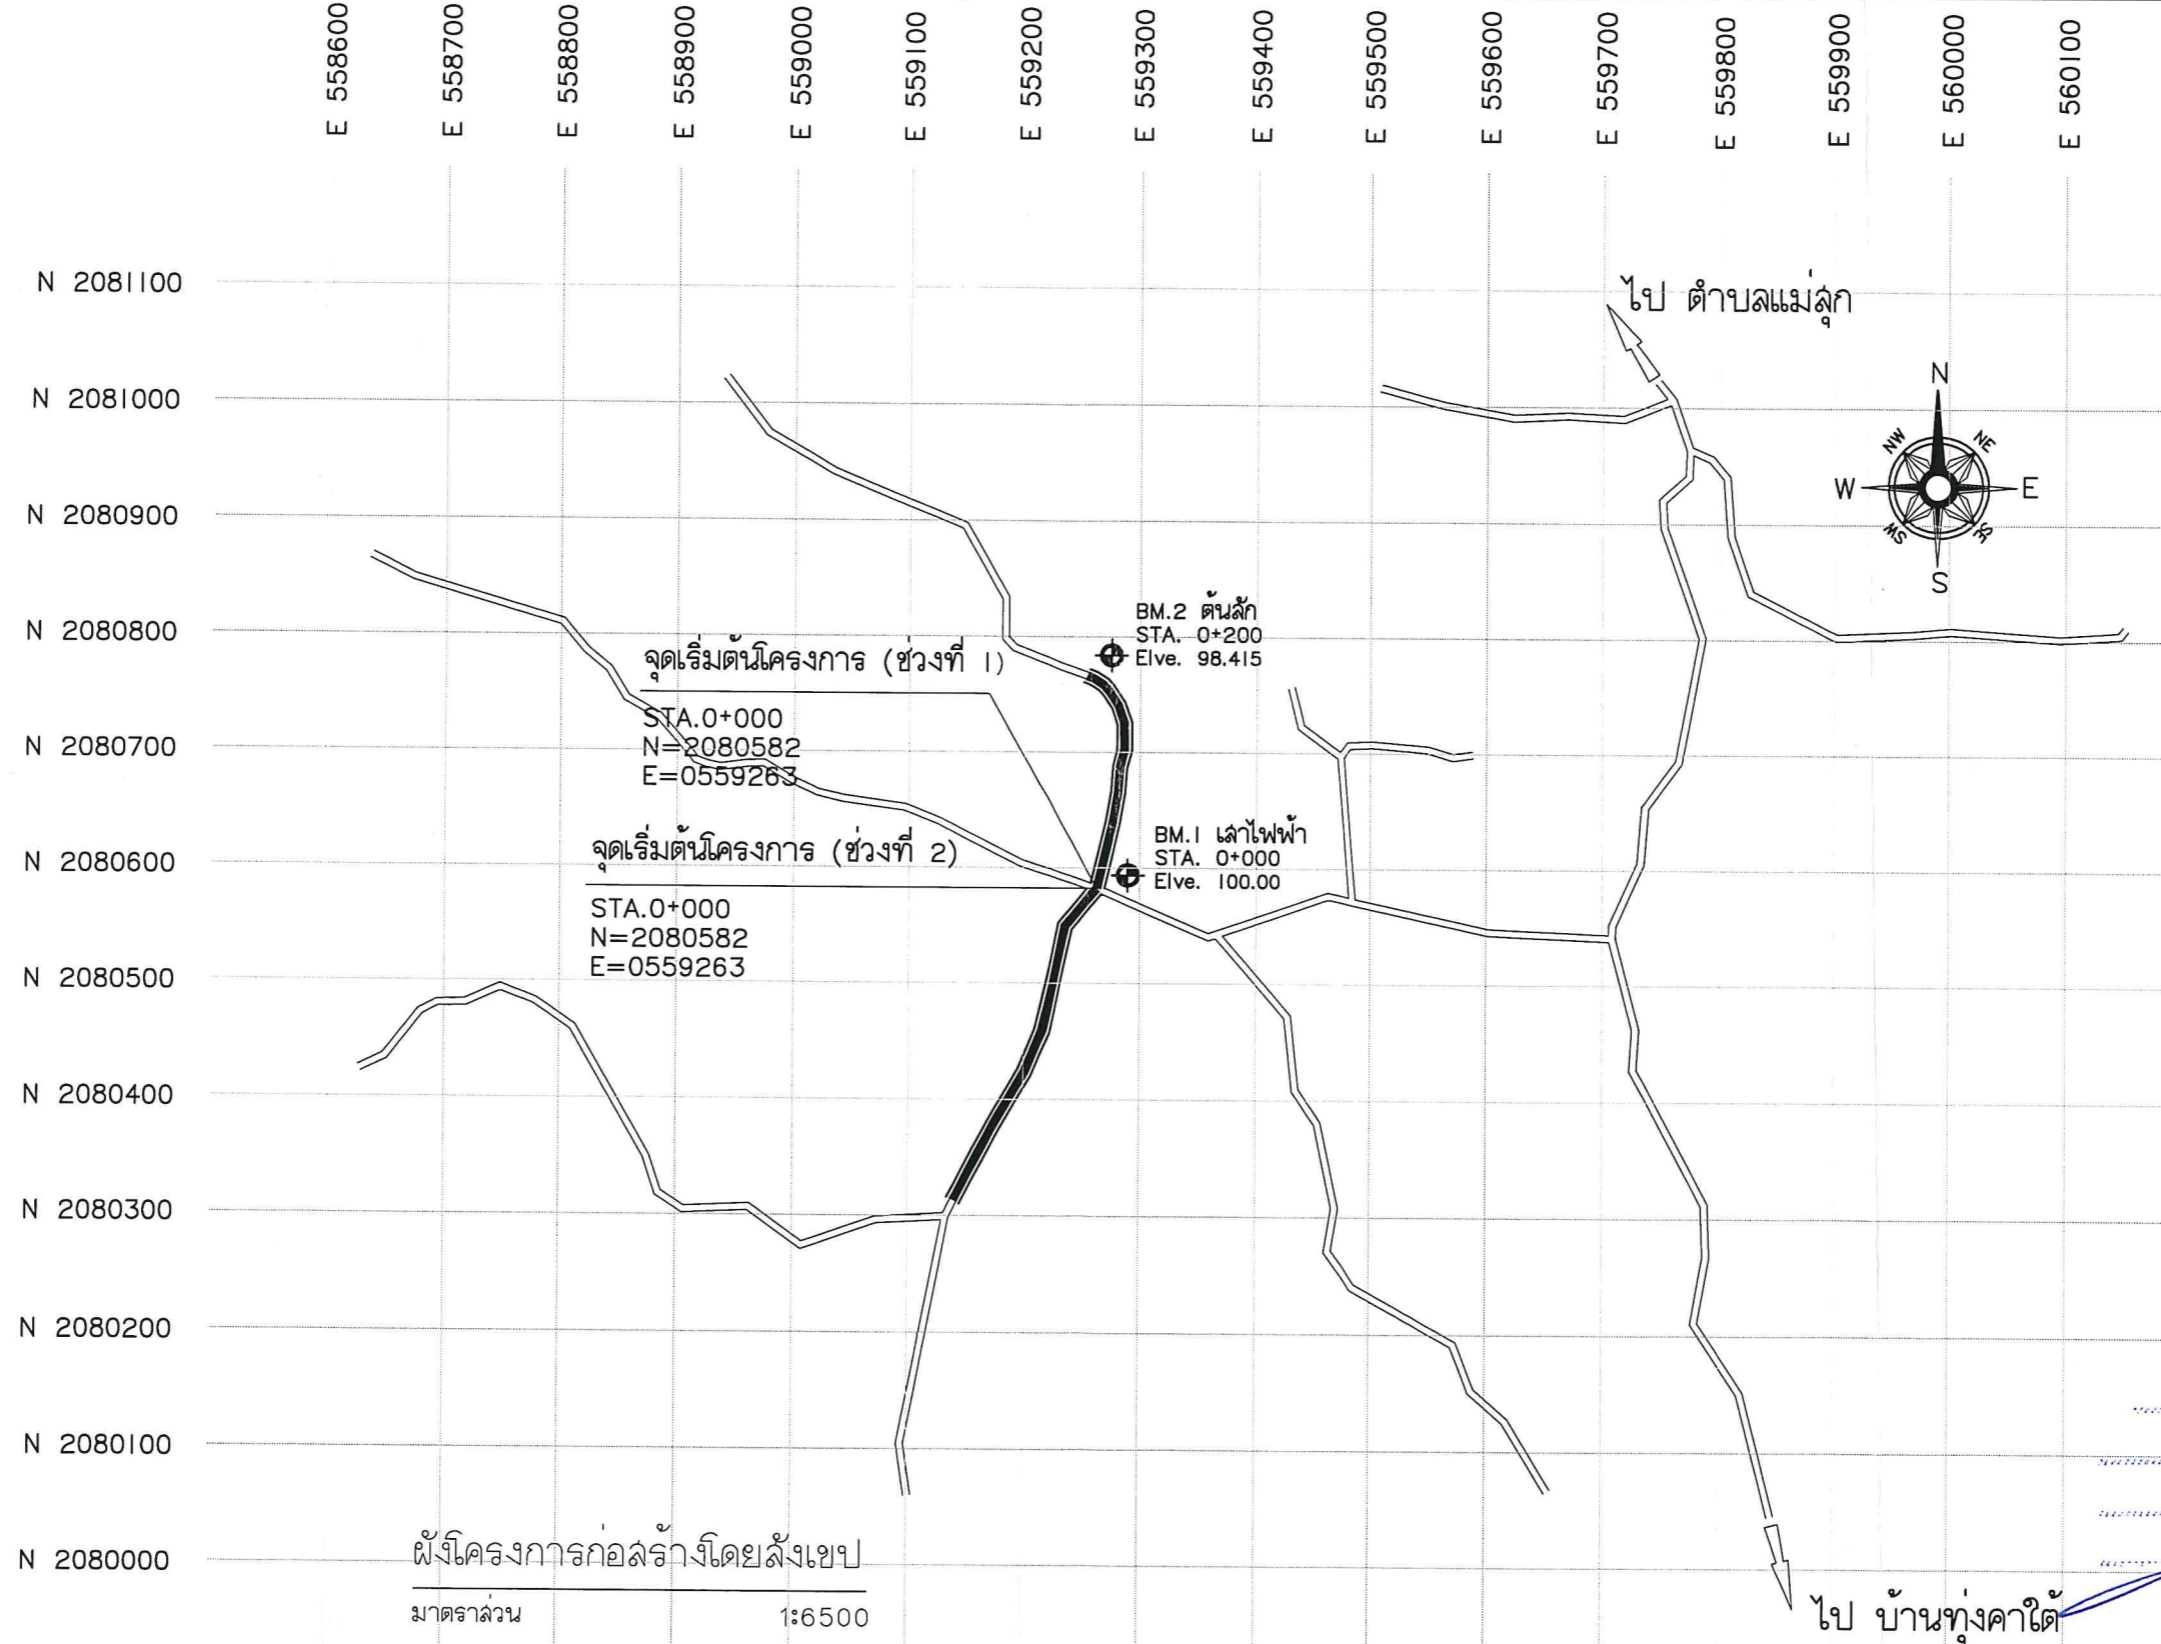 E 558600
E 558700
E 558800
E 558900
E 559000
E 559100
E 559200
E 559300
E 559400
E 559500
E 559600
E 559700
E 559800
E 559900
E 560000
E 560100
N 2081100
ไป ตำบลแม่ลุก
N 2081000
N
NW
NE
W
E
SW
SE
S
N 2080900
N 2080800
BM.2 ต้นสัก
STA. 0+200
Elve. 98.415
จุดเริ่มต้นโครงการ (ช่วงที่ 1)
STA.0+000
N=2080582
E=0559263
N 2080700
BM.1 เสาไฟฟ้า
STA. 0+000
Elve. 100.00
จุดเริ่มต้นโครงการ (ช่วงที่ 2)
STA.0+000
N=2080582
E=0559263
N 2080600
N 2080500
N 2080400
N 2080300
N 2080200
N 2080100
N 2080000
ผังโครงการก่อสร้างโดยสังเขป
มาตราส่วน 1:6500
ไป บ้านทุ่งคาใต้